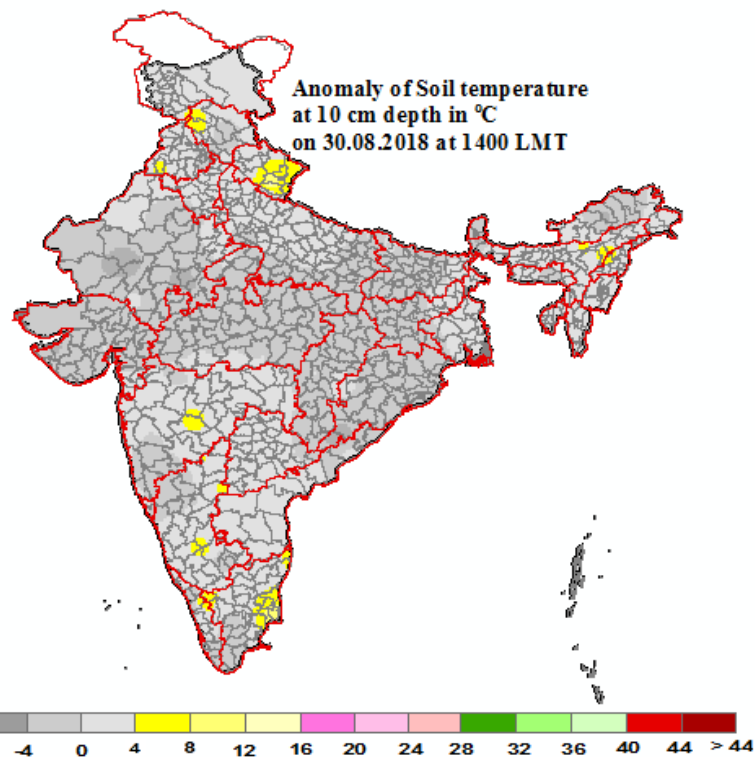 Anomaly of Soil temperature
at 10 cm depth in ⁰C
on 30.08.2018 at 1400 LMT
-4 0 4 8 12 16 20 24 28 32 36 40 44 > 44